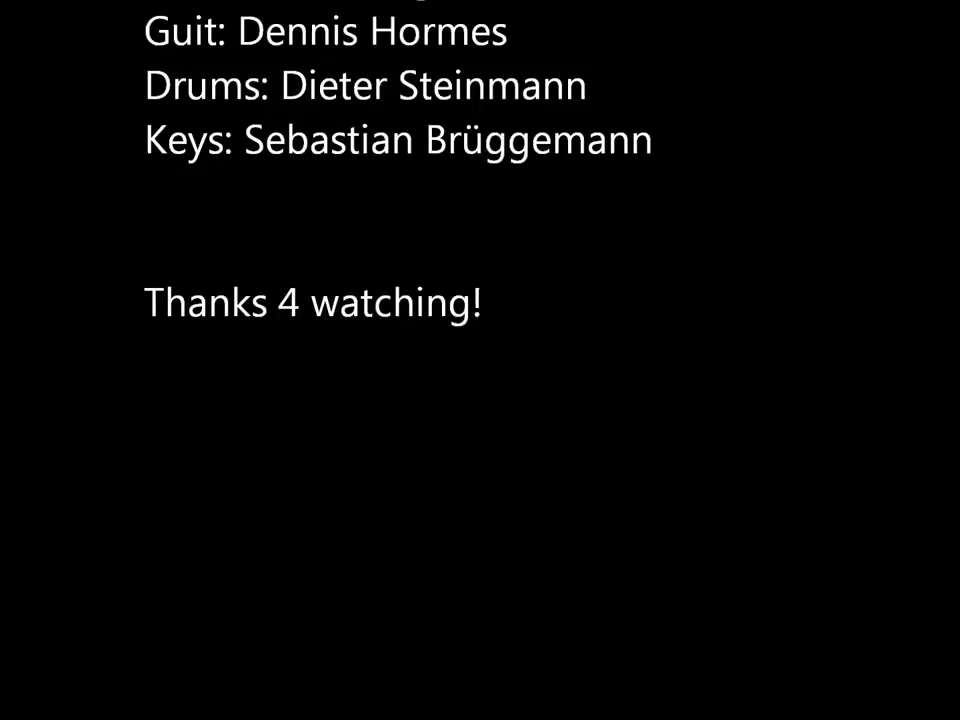 Guit: Dennis Hormes
Drums: Dieter Steinmann
Keys: Sebastian Brüggemann
Thanks 4 watching!